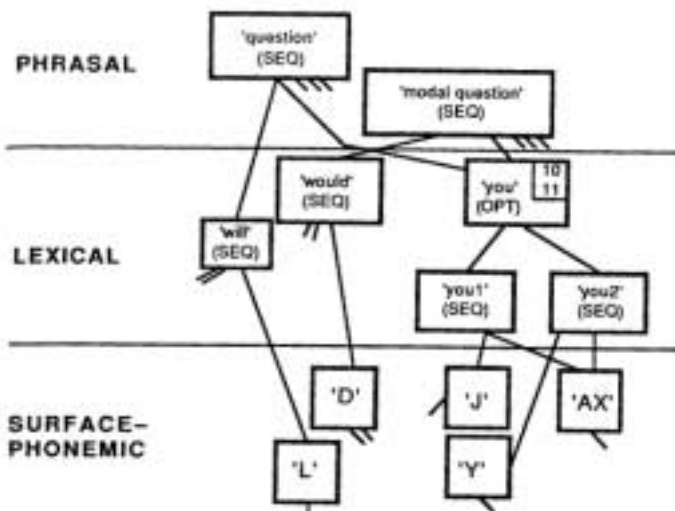 'question'
(SEQ)
PHRASAL
'modal question'
(SEQ)
'would'
(SEQ)
10
11
'you'
(OPT)
'will'
(SEQ)
LEXICAL
'you1'
(SEQ)
'you2'
(SEQ)
'D'
'J'
'AX'
SURFACE–
PHONEMIC
'L'
'Y'